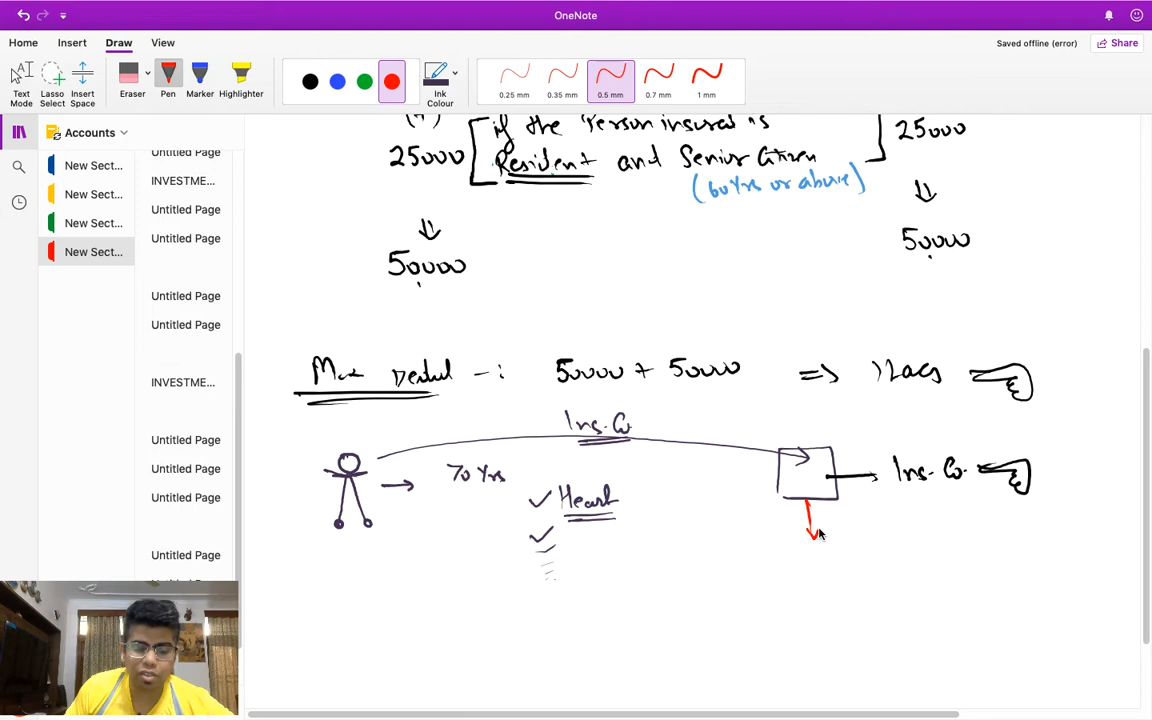 OneNote
Home Insert Draw View
Saved offline (error) Share
Text Mode
Lasso Select
Insert Space
Eraser
Pen
Marker
Highlighter
Ink Colour
0.25 mm
0.35 mm
0.5 mm
0.7 mm
1 mm
Accounts
New Sect...
New Sect...
New Sect...
New Sect...
Untitled Page
INVESTME...
Untitled Page
Untitled Page
Untitled Page
Untitled Page
INVESTME...
Untitled Page
Untitled Page
Untitled Page
Untitled Page
if the Person insured is
25000 [Resident and Senior Citizen] 25000
(60 Yrs or above)
50000
50000
50000 + 50000 =>
Ins. Co
70 Yrs
Ins. Co.
✓ Heart
✓